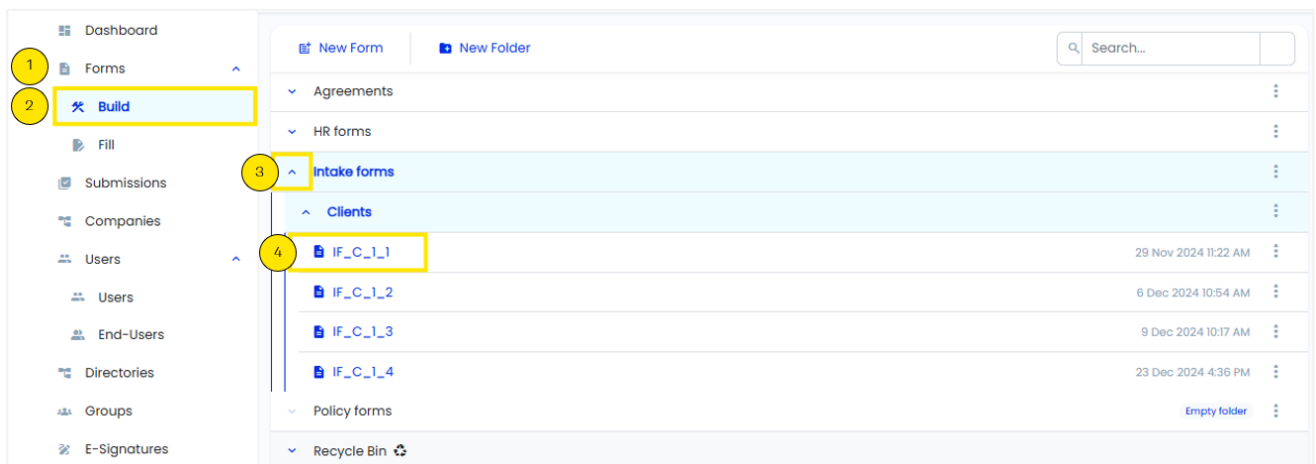 Dashboard
1
Forms
2
Build
Fill
Submissions
Companies
Users
Users
End-Users
Directories
Groups
E-Signatures
New Form
New Folder
Search...
Agreements
HR forms
3
Intake forms
Clients
4
IF_C_1_1 29 Nov 2024 11:22 AM
IF_C_1_2 6 Dec 2024 10:54 AM
IF_C_1_3 9 Dec 2024 10:17 AM
IF_C_1_4 23 Dec 2024 4:36 PM
Policy forms Empty folder
Recycle Bin